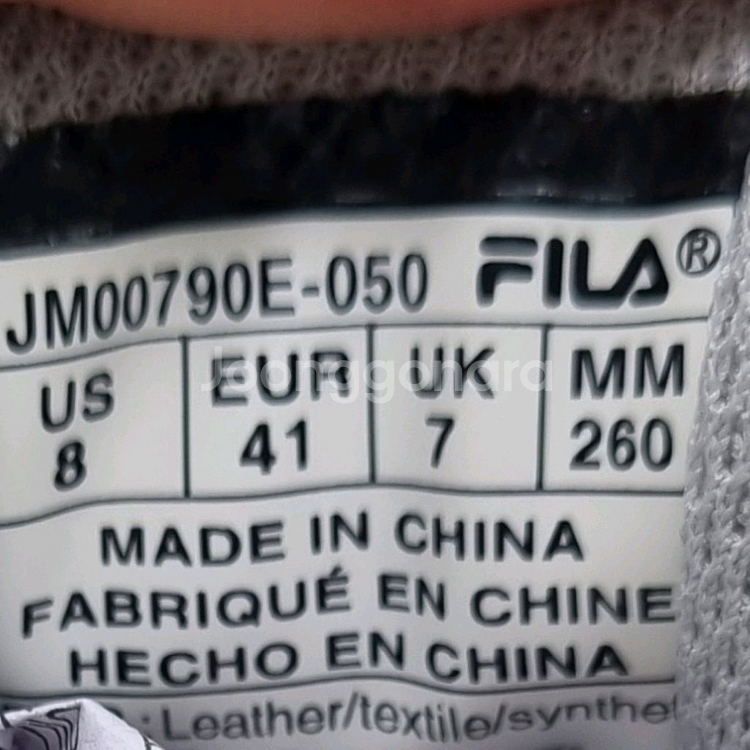 JM00790E-050 FILA®
US EUR UK MM
8 41 7 260
Joonggonara
MADE IN CHINA
FABRIQUÉ EN CHINE
HECHO EN CHINA
: Leather/textile/